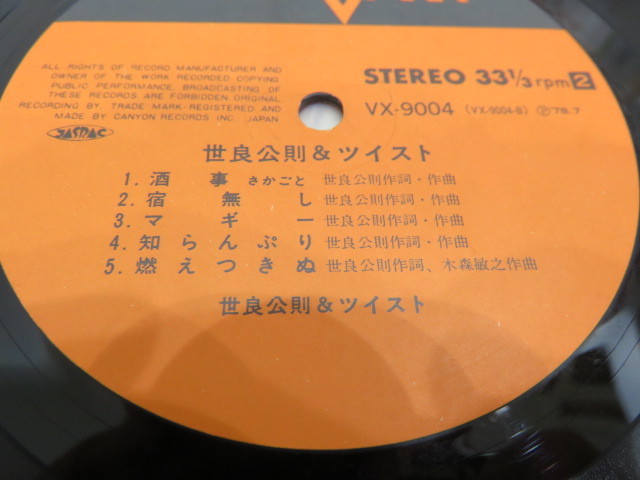 ALL RIGHTS OF RECORD MANUFACTURER AND
OWNER OF THE WORK RECORDED COPYING
PUBLIC PERFORMANCE. BROADCASTING OF
THESE RECORDS ARE FORBIDDEN. ORIGINAL
RECORDING BY. TRADE MARK-REGISTERED AND
MADE BY CANYON RECORDS INC. JAPAN
JASRAC
STEREO 33 1/3 rpm 2
VX-9004 (VX-9004-B) Ⓟ78.7
世良公則&ツイスト
1. 酒事 さかごと 世良公則作詞・作曲
2. 宿無し 世良公則作詞・作曲
3. マギー 世良公則作詞・作曲
4. 知らんぷり 世良公則作詞・作曲
5. 燃えつきぬ 世良公則作詞、木森敏之作曲
世良公則&ツイスト